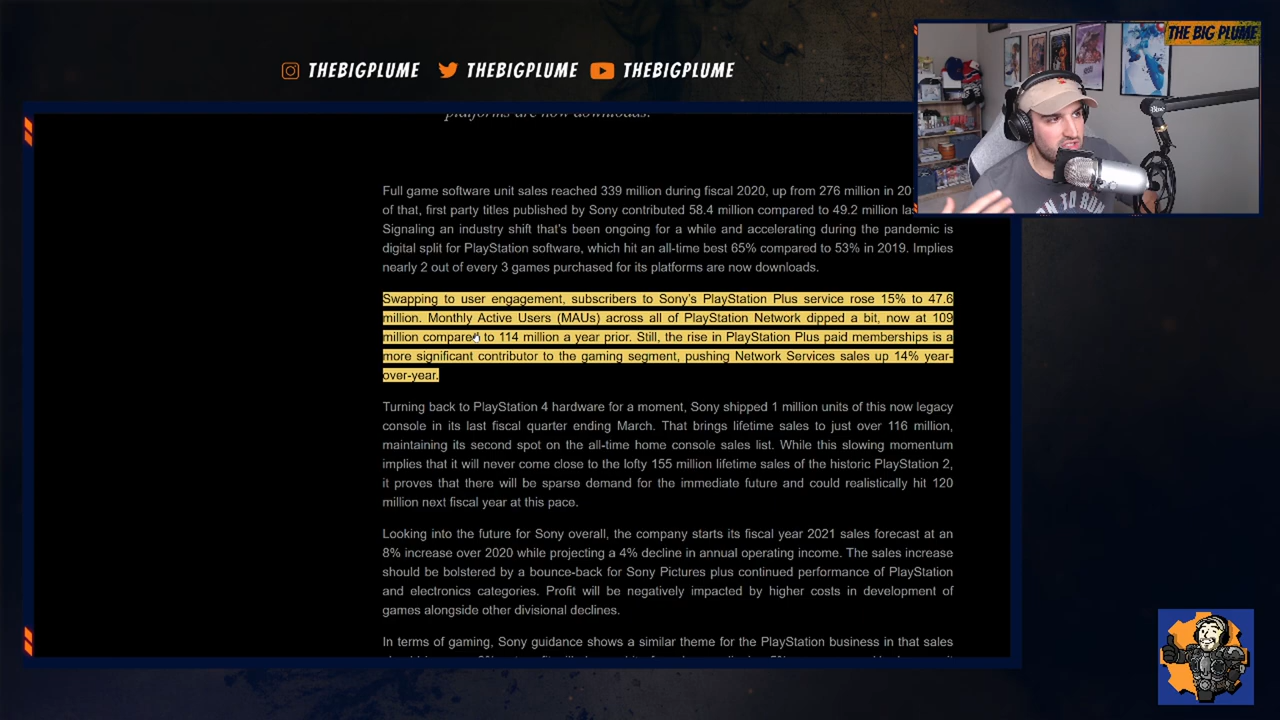 THEBIGPLUME THEBIGPLUME THEBIGPLUME
THE BIG PLUME
platforms are now downloads.
Full game software unit sales reached 339 million during fiscal 2020, up from 276 million in
of that, first party titles published by Sony contributed 58.4 million compared to 49.2 million
Signaling an industry shift that's been ongoing for a while and accelerating during the pandemic is
digital split for PlayStation software, which hit an all-time best 65% compared to 53% in 2019. Implies
nearly 2 out of every 3 games purchased for its platforms are now downloads.
Swapping to user engagement, subscribers to Sony's PlayStation Plus service rose 15% to 47.6
million. Monthly Active Users (MAUs) across all of PlayStation Network dipped a bit, now at 109
million compared to 114 million a year prior. Still, the rise in PlayStation Plus paid memberships is a
more significant contributor to the gaming segment, pushing Network Services sales up 14% year-
over-year.
Turning back to PlayStation 4 hardware for a moment, Sony shipped 1 million units of this now legacy
console in its last fiscal quarter ending March. That brings lifetime sales to just over 116 million,
maintaining its second spot on the all-time home console sales list. While this slowing momentum
implies that it will never come close to the lofty 155 million lifetime sales of the historic PlayStation 2,
it proves that there will be sparse demand for the immediate future and could realistically hit 120
million next fiscal year at this pace.
Looking into the future for Sony overall, the company starts its fiscal year 2021 sales forecast at an
8% increase over 2020 while projecting a 4% decline in annual operating income. The sales increase
should be bolstered by a bounce-back for Sony Pictures plus continued performance of PlayStation
and electronics categories. Profit will be negatively impacted by higher costs in development of
games alongside other divisional declines.
In terms of gaming, Sony guidance shows a similar theme for the PlayStation business in that sales